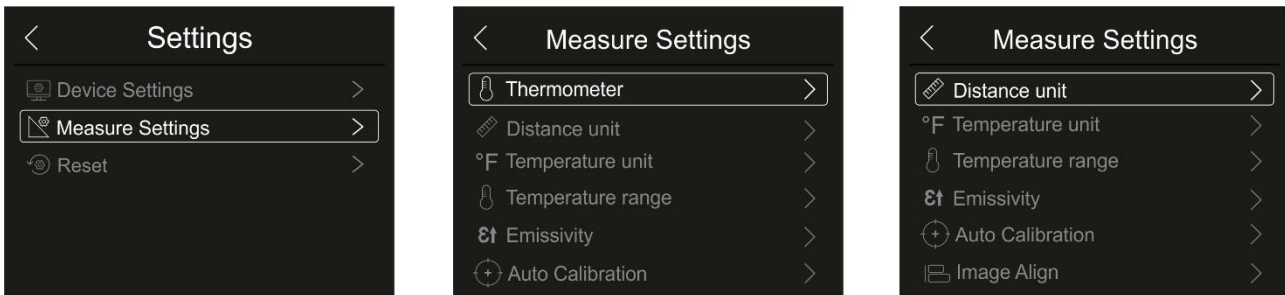 Settings
Device Settings
Measure Settings
Reset
Measure Settings
Thermometer
Distance unit
°F Temperature unit
Temperature range
Ɛ† Emissivity
Auto Calibration
Measure Settings
Distance unit
°F Temperature unit
Temperature range
Ɛ† Emissivity
Auto Calibration
Image Align